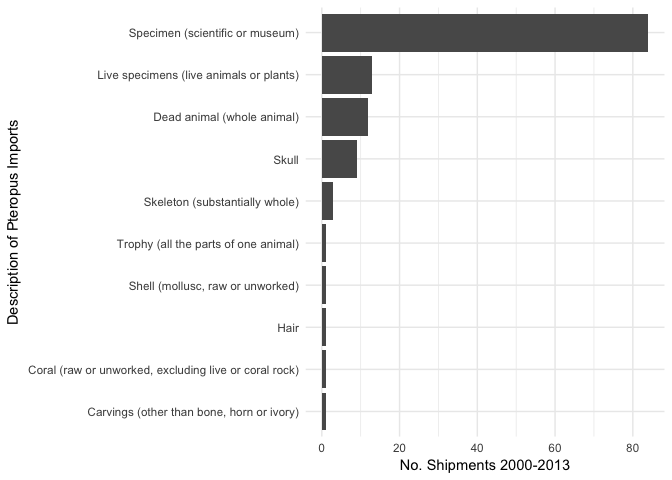 Description of Pteropus Imports
Specimen (scientific or museum)
Live specimens (live animals or plants)
Dead animal (whole animal)
Skull
Skeleton (substantially whole)
Trophy (all the parts of one animal)
Shell (mollusc, raw or unworked)
Hair
Coral (raw or unworked, excluding live or coral rock)
Carvings (other than bone, horn or ivory)
0 20 40 60 80
No. Shipments 2000-2013